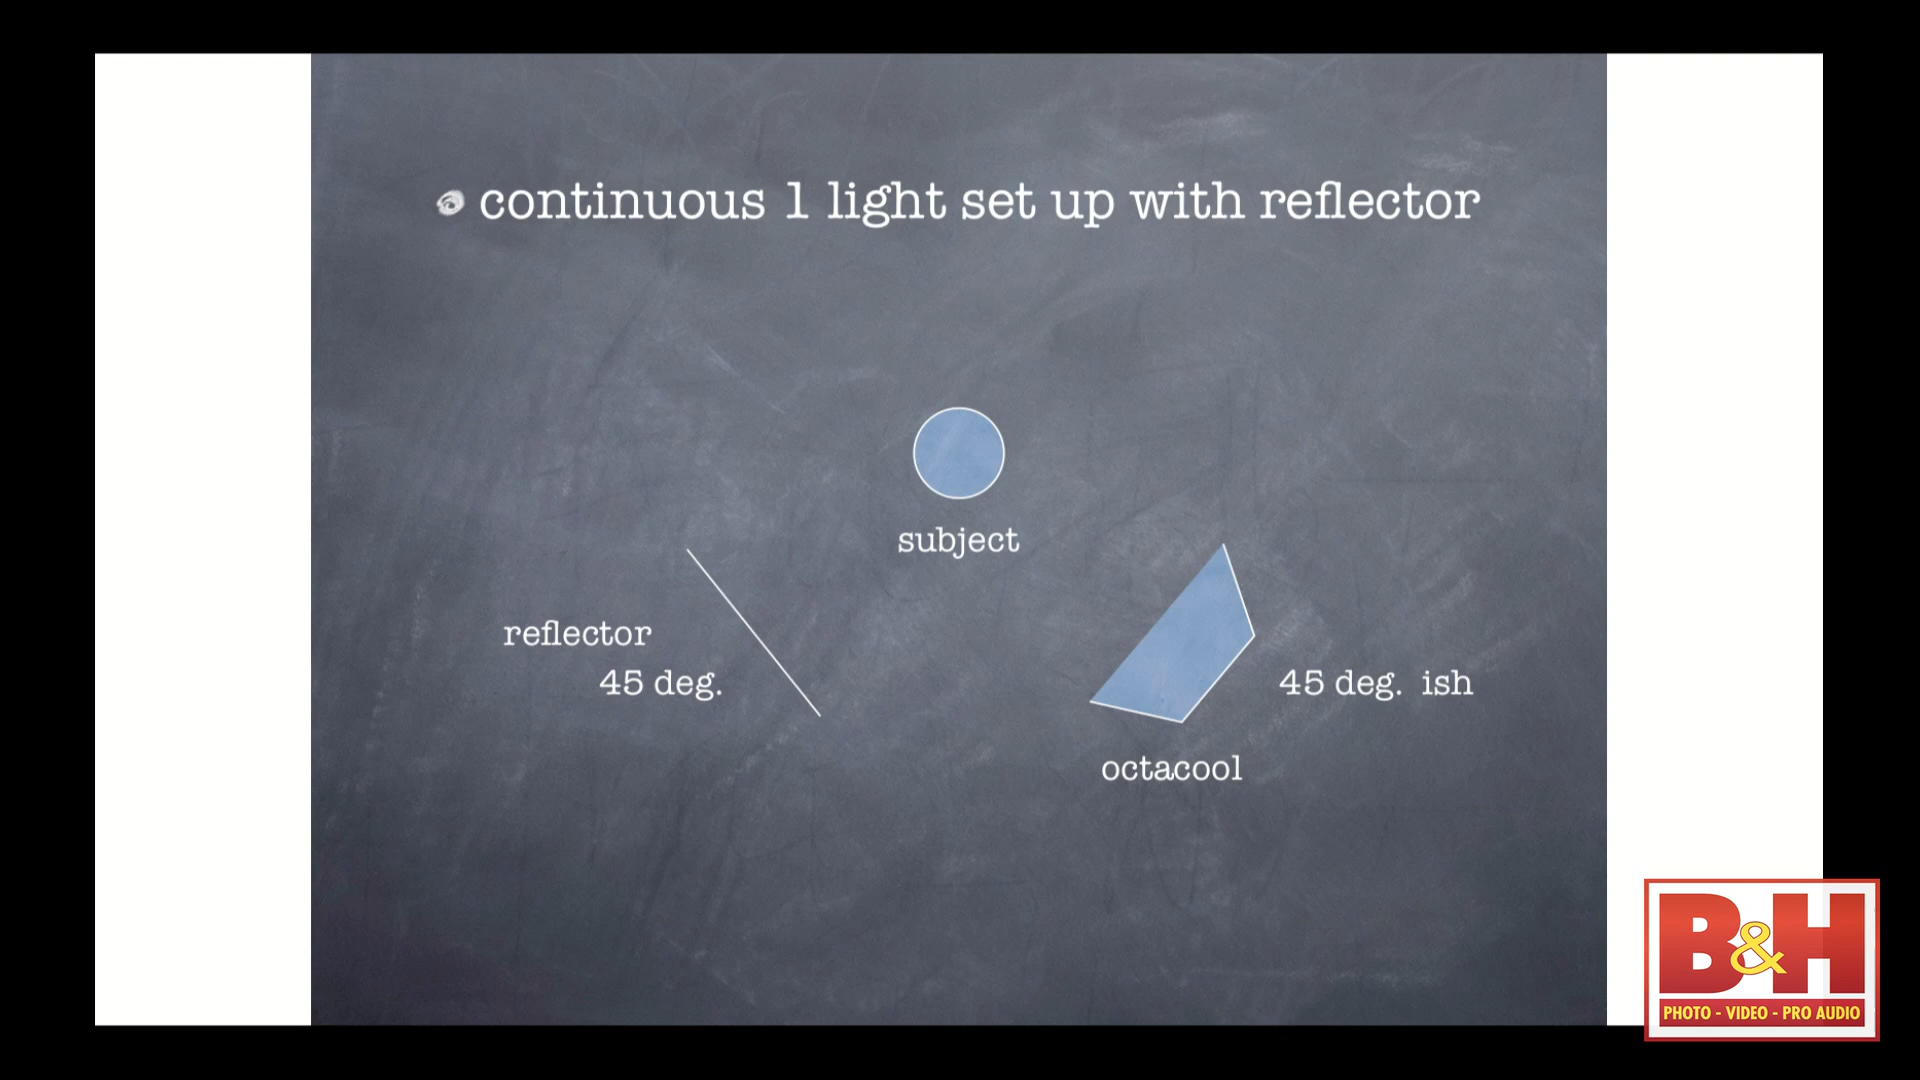 continuous 1 light set up with reflector
subject
reflector
45 deg.
45 deg. ish
octacool
B&H
PHOTO - VIDEO - PRO AUDIO